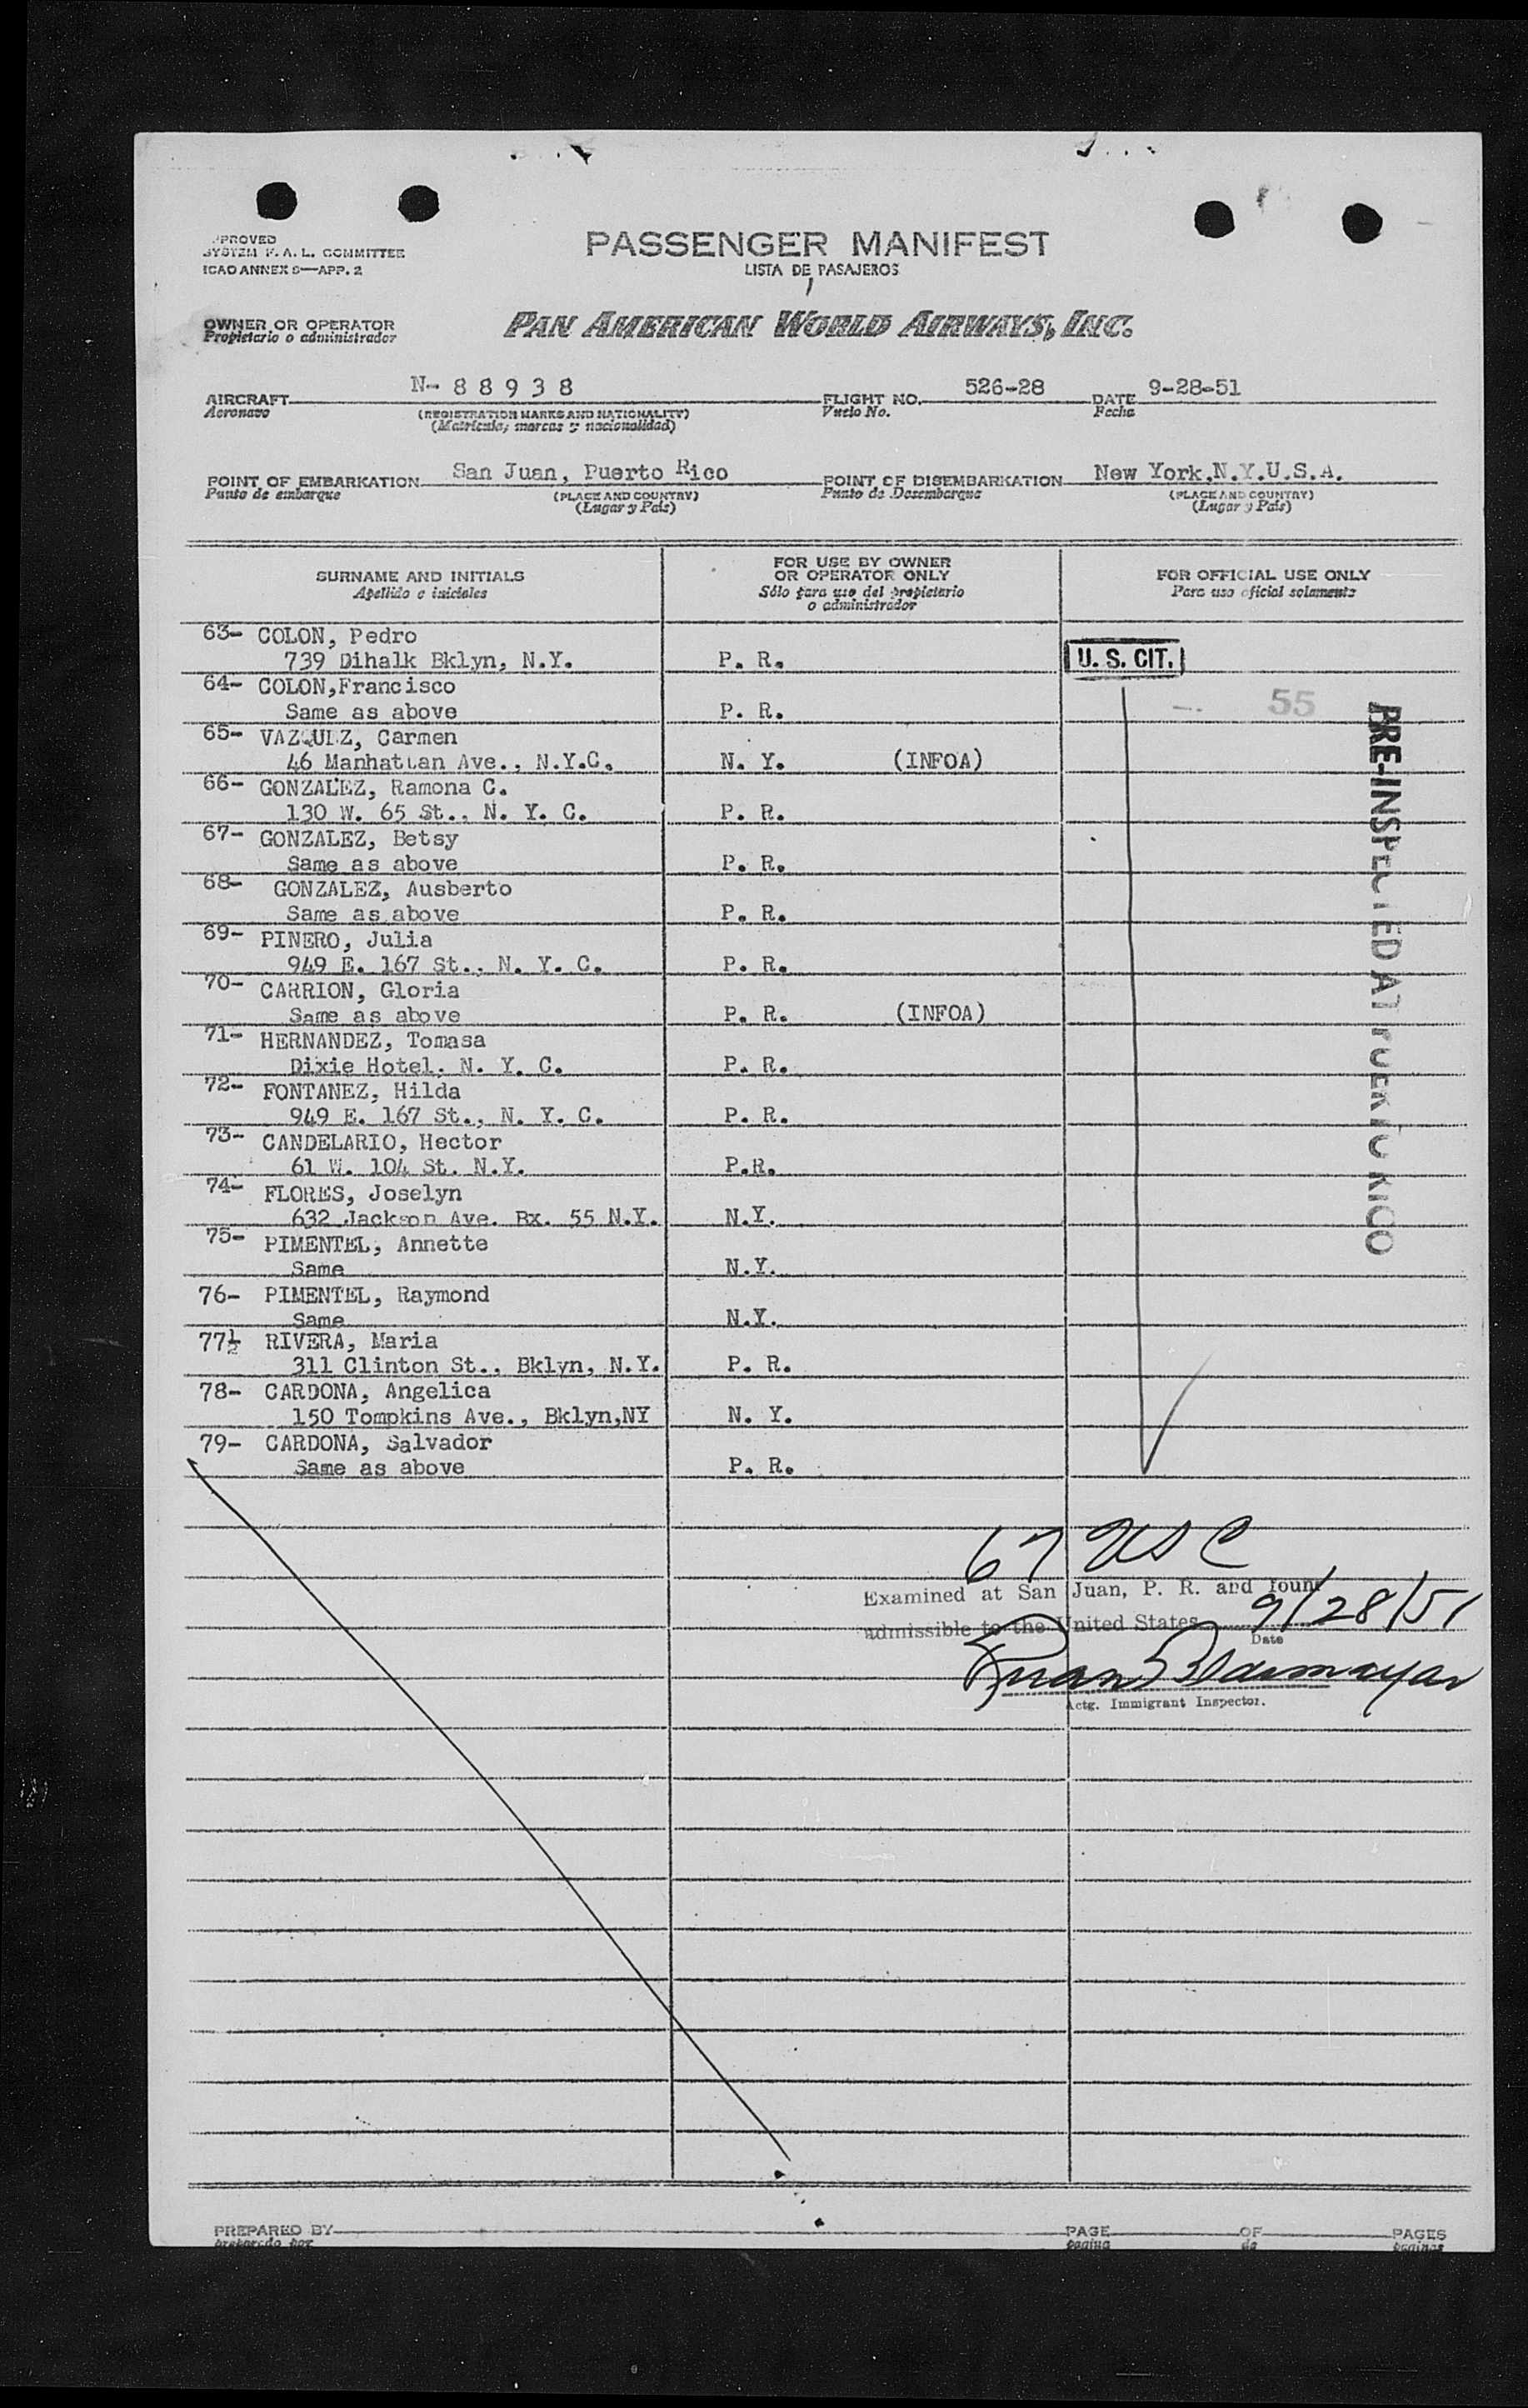 PROVED
SYSTEM F. A. L. COMMITTEE
ICAO ANNEX 9—APP. 2
PASSENGER MANIFEST
LISTA DE PASAJEROS
OWNER OR OPERATOR
Propietario o administrador
PAN AMERICAN WORLD AIRWAYS, INC.
AIRCRAFT N- 8 8 9 3 8 FLIGHT NO. 526-28 DATE 9-28-51
Aeronave (REGISTRATION MARKS AND NATIONALITY) Vuelo No. Fecha
(Matricula, marcas y nacionalidad)
POINT OF EMBARKATION San Juan, Puerto Rico POINT OF DISEMBARKATION New York,N.Y.U.S.A.
Punto de embarque (PLACE AND COUNTRY) Punto de Desembarque (PLACE AND COUNTRY)
(Lugar y País) (Lugar y País)
SURNAME AND INITIALS
Apellido e iniciales
FOR USE BY OWNER
OR OPERATOR ONLY
Sólo para uso del propietario
o administrador
FOR OFFICIAL USE ONLY
Para uso oficial solamente
63- COLON, Pedro
739 Dihalk Bklyn, N.Y. P. R. U. S. CIT.
64- COLON,Francisco
Same as above P. R. 55
65- VAZQUEZ, Carmen
46 Manhattan Ave., N.Y.C. N. Y. (INFOA)
66- GONZALEZ, Ramona C.
130 W. 65 St., N. Y. C. P. R.
67- GONZALEZ, Betsy
Same as above P. R.
68- GONZALEZ, Ausberto
Same as above P. R.
69- PINERO, Julia
949 E. 167 St., N. Y. C. P. R.
70- CARRION, Gloria
Same as above P. R. (INFOA)
71- HERNANDEZ, Tomasa
Dixie Hotel, N. Y. C. P. R.
72- FONTANEZ, Hilda
949 E. 167 St., N. Y. C. P. R.
73- CANDELARIO, Hector
61 W. 104 St. N.Y. P.R.
74- FLORES, Joselyn
632 Jackson Ave. Bx. 55 N.Y. N.Y.
75- PIMENTEL, Annette
Same N.Y.
76- PIMENTEL, Raymond
Same N.Y.
77½ RIVERA, Maria
311 Clinton St., Bklyn, N.Y. P. R.
78- CARDONA, Angelica
150 Tompkins Ave., Bklyn,NY N. Y.
79- CARDONA, Salvador
Same as above P. R.
PRE-INSPECTED AT PUERTO RICO
67 USC
Examined at San Juan, P. R. and found
admissible to the United States 9/28/51
Date
Juan
Actg. Immigrant Inspector.
PREPARED BY PAGE OF PAGES
preparado por pagina de paginas